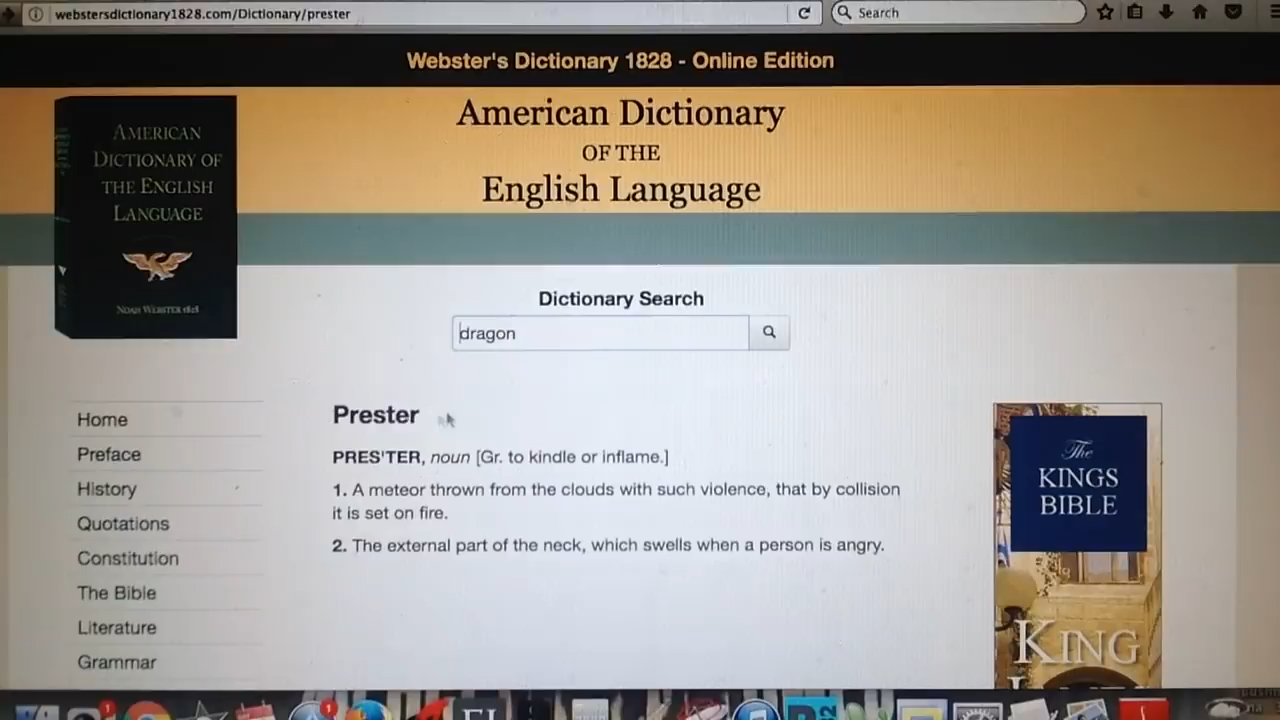 webstersdictionary1828.com/Dictionary/prester
Search
Webster's Dictionary 1828 - Online Edition
American Dictionary
OF THE
English Language
AMERICAN
DICTIONARY OF
THE ENGLISH
LANGUAGE
NOAH WEBSTER 1828
Dictionary Search
dragon
Home
Preface
History
Quotations
Constitution
The Bible
Literature
Grammar
Prester
PRES'TER, noun [Gr. to kindle or inflame.]
1. A meteor thrown from the clouds with such violence, that by collision
it is set on fire.
2. The external part of the neck, which swells when a person is angry.
The
KINGS
BIBLE
KING